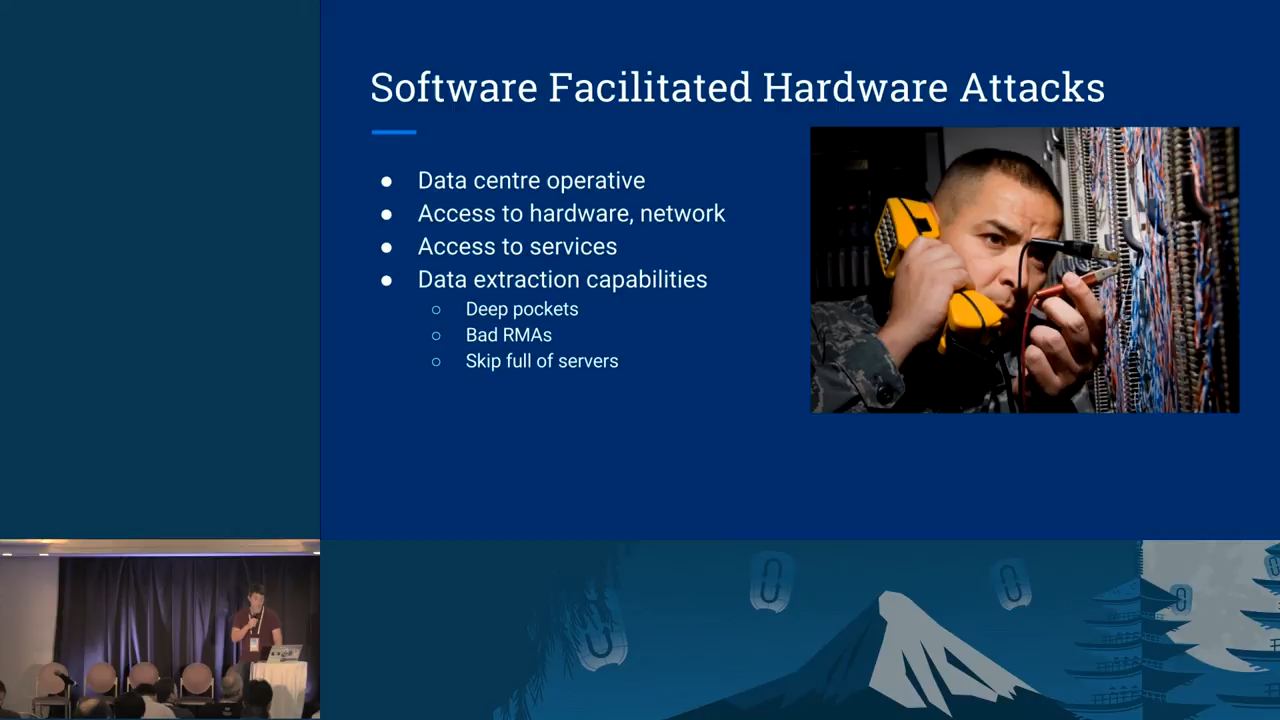 Software Facilitated Hardware Attacks
Data centre operative
Access to hardware, network
Access to services
Data extraction capabilities
Deep pockets
Bad RMAs
Skip full of servers